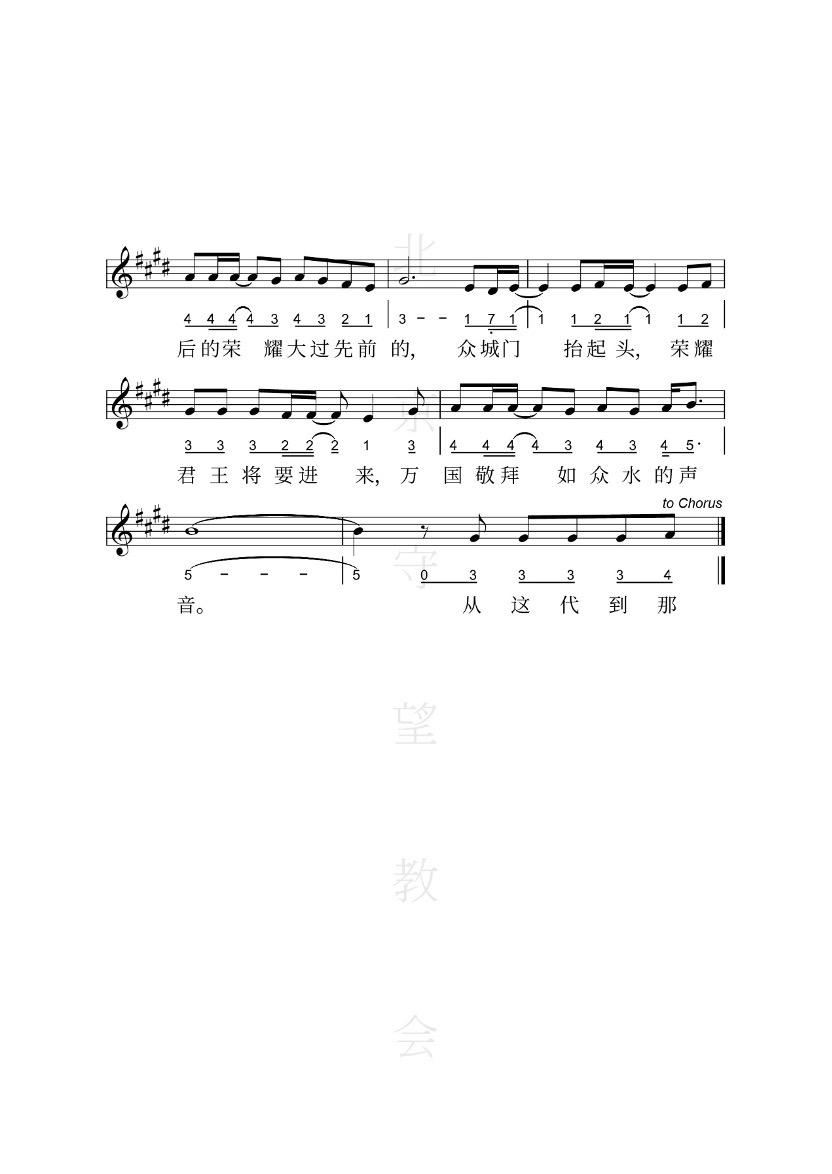 4 4 4 4 3 4 3 2 1 3 - - 1 7 1 1 1 2 1 1 1 2
后的荣 耀大过先前的, 众城门 抬起头, 荣耀
3 3 3 2 2 2 1 3 4 4 4 4 3 4 3 4 5·
君王将要进 来, 万国敬拜 如众水的声
to Chorus
5 - - - 5 0 3 3 3 3 4
音。 从这代到那
北京守望教会